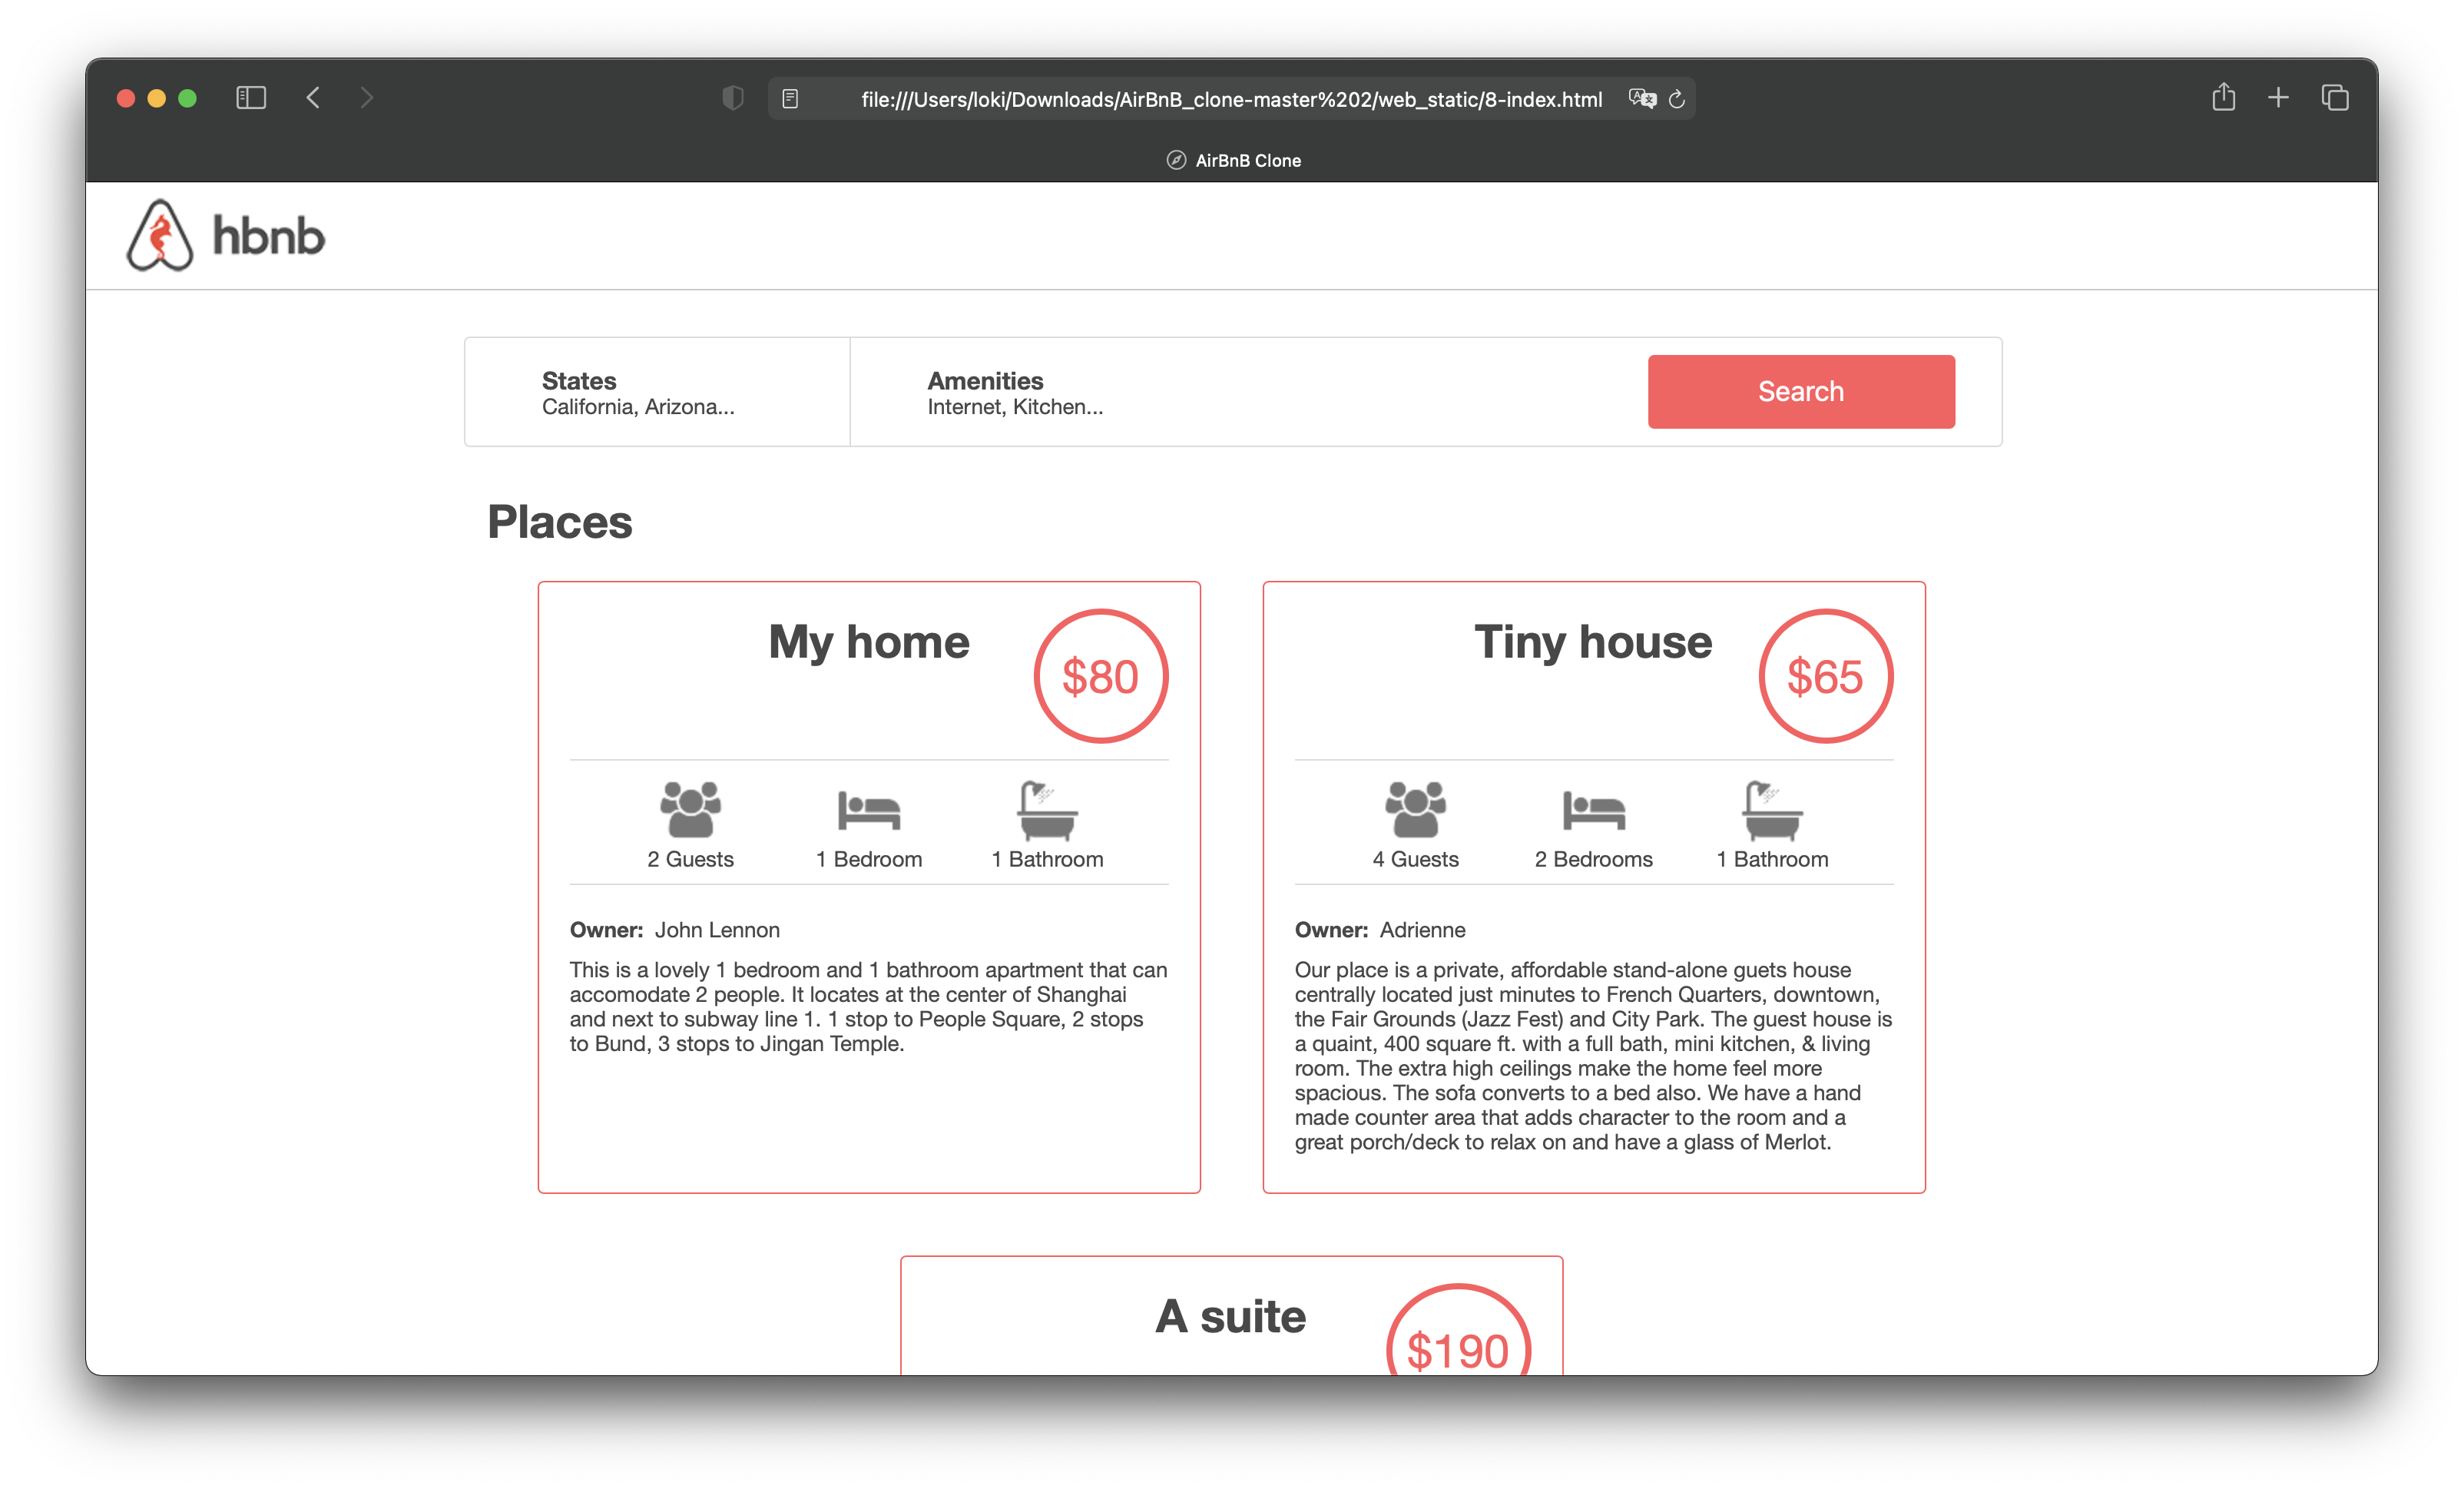 file:///Users/loki/Downloads/AirBnB_clone-master%202/web_static/8-index.html
AirBnB Clone
hbnb
States
California, Arizona...
Amenities
Internet, Kitchen...
Search
Places
My home
$80
2 Guests
1 Bedroom
1 Bathroom
Owner: John Lennon
This is a lovely 1 bedroom and 1 bathroom apartment that can
accomodate 2 people. It locates at the center of Shanghai
and next to subway line 1. 1 stop to People Square, 2 stops
to Bund, 3 stops to Jingan Temple.
Tiny house
$65
4 Guests
2 Bedrooms
1 Bathroom
Owner: Adrienne
Our place is a private, affordable stand-alone guets house
centrally located just minutes to French Quarters, downtown,
the Fair Grounds (Jazz Fest) and City Park. The guest house is
a quaint, 400 square ft. with a full bath, mini kitchen, & living
room. The extra high ceilings make the home feel more
spacious. The sofa converts to a bed also. We have a hand
made counter area that adds character to the room and a
great porch/deck to relax on and have a glass of Merlot.
A suite
$190